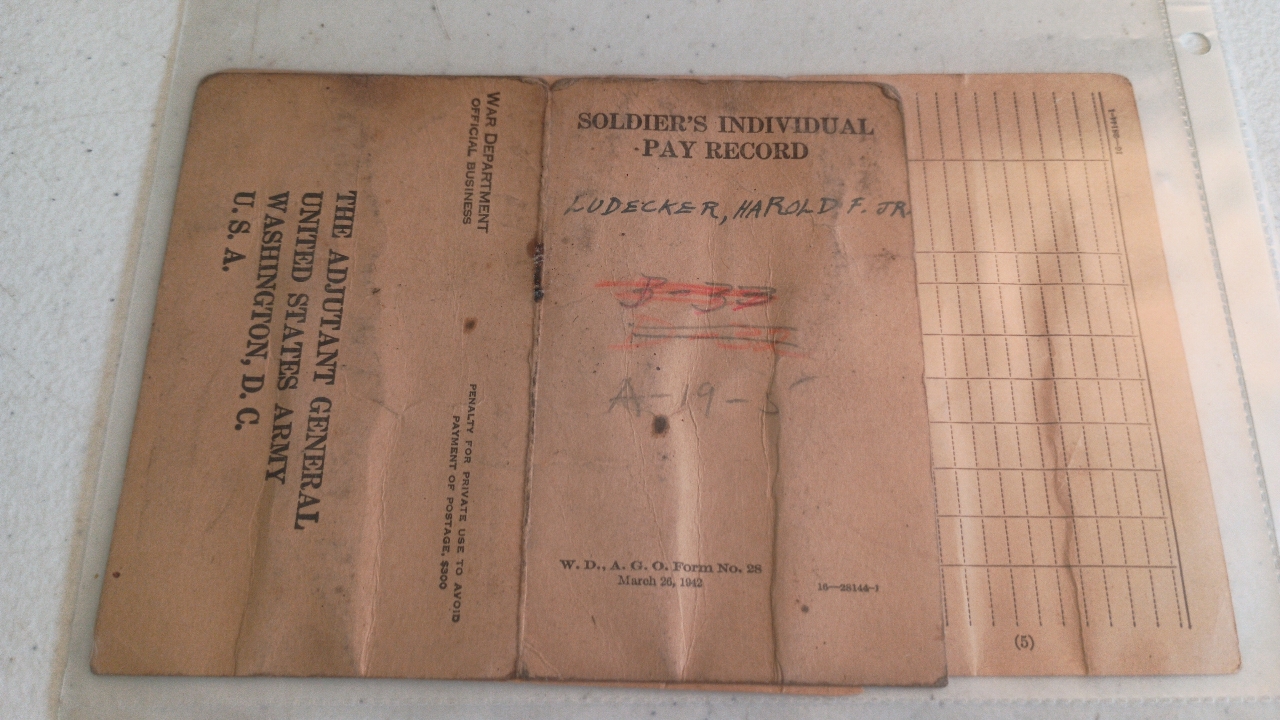 WAR DEPARTMENT
OFFICIAL BUSINESS
THE ADJUTANT GENERAL
UNITED STATES ARMY
WASHINGTON, D. C.
U. S. A.
PENALTY FOR PRIVATE USE TO AVOID
PAYMENT OF POSTAGE, $300
SOLDIER'S INDIVIDUAL
PAY RECORD
LUDECKER, HAROLD F. JR
A-19-5
W. D., A. G. O. Form No. 28
March 26, 1942
16—28144-1
(5)